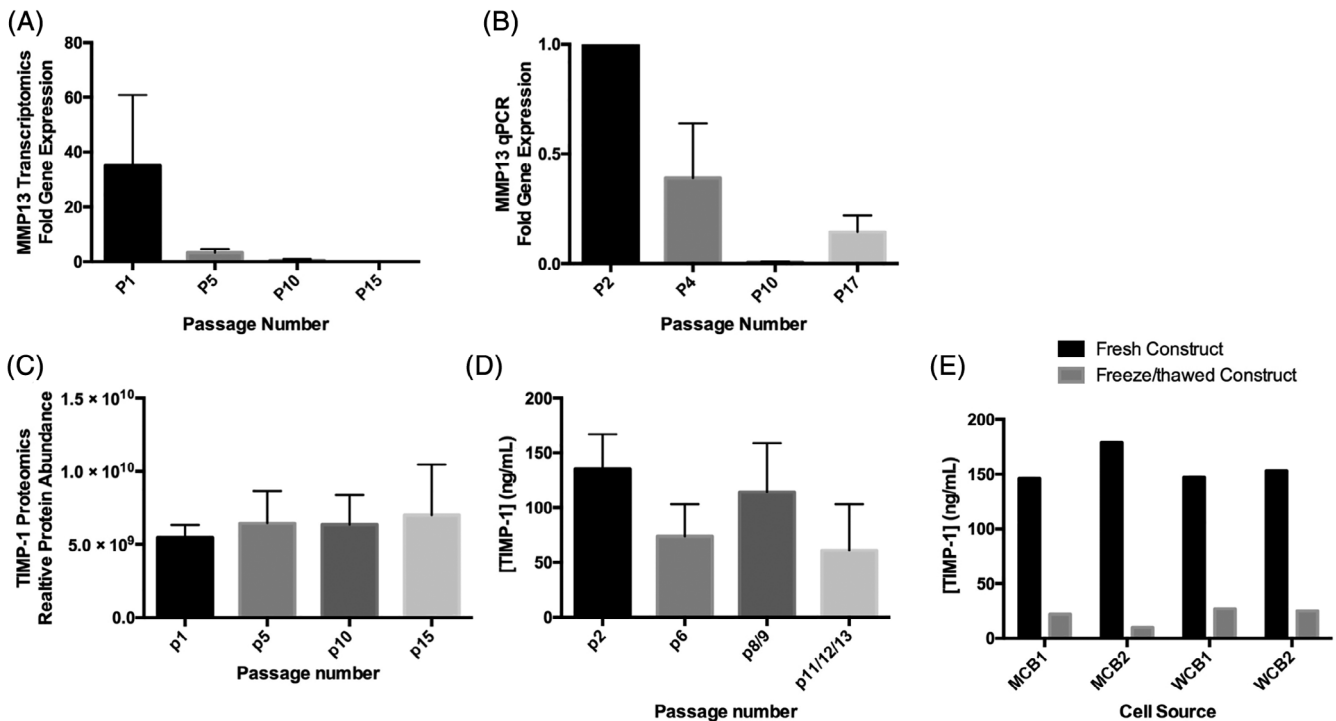 (A)
MMP13 Transcriptomics
Fold Gene Expression
80
60
40
20
0
P1
P5
P10
P15
Passage Number
(B)
MMP13 qPCR
Fold Gene Expression
1.0
0.5
0.0
P2
P4
P10
P17
Passage Number
(C)
TIMP-1 Proteomics
Realtive Protein Abundance
1.5 × 10¹⁰
1.0 × 10¹⁰
5.0 × 10⁹
0.0
p1
p5
p10
p15
Passage number
(D)
[TIMP-1] (ng/mL)
200
150
100
50
0
p2
p6
p8/9
p11/12/13
Passage number
(E)
Fresh Construct
Freeze/thawed Construct
[TIMP-1] (ng/mL)
200
150
100
50
0
MCB1
MCB2
WCB1
WCB2
Cell Source